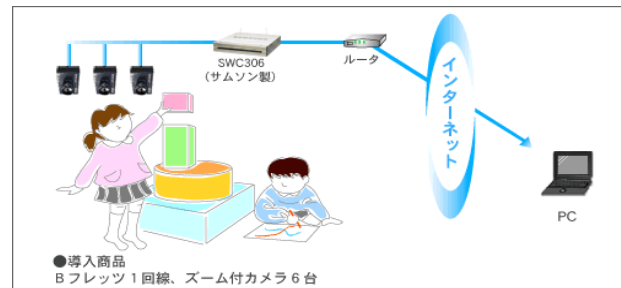 SWC306
(サムソン製)
ルータ
インターネット
PC
●導入商品
Bフレッツ1回線、ズーム付カメラ6台